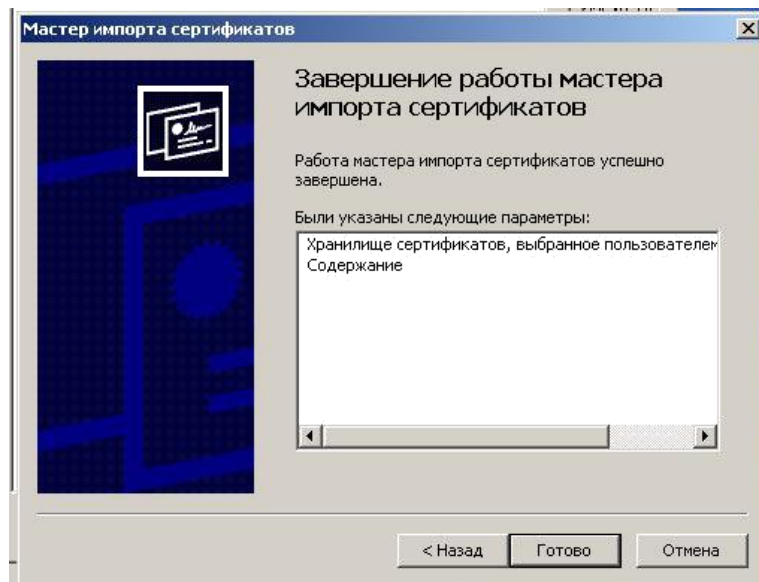 Мастер импорта сертификатов
Завершение работы мастера
импорта сертификатов
Работа мастера импорта сертификатов успешно
завершена.
Были указаны следующие параметры:
Хранилище сертификатов, выбранное пользователем
Содержание
< Назад
Готово
Отмена